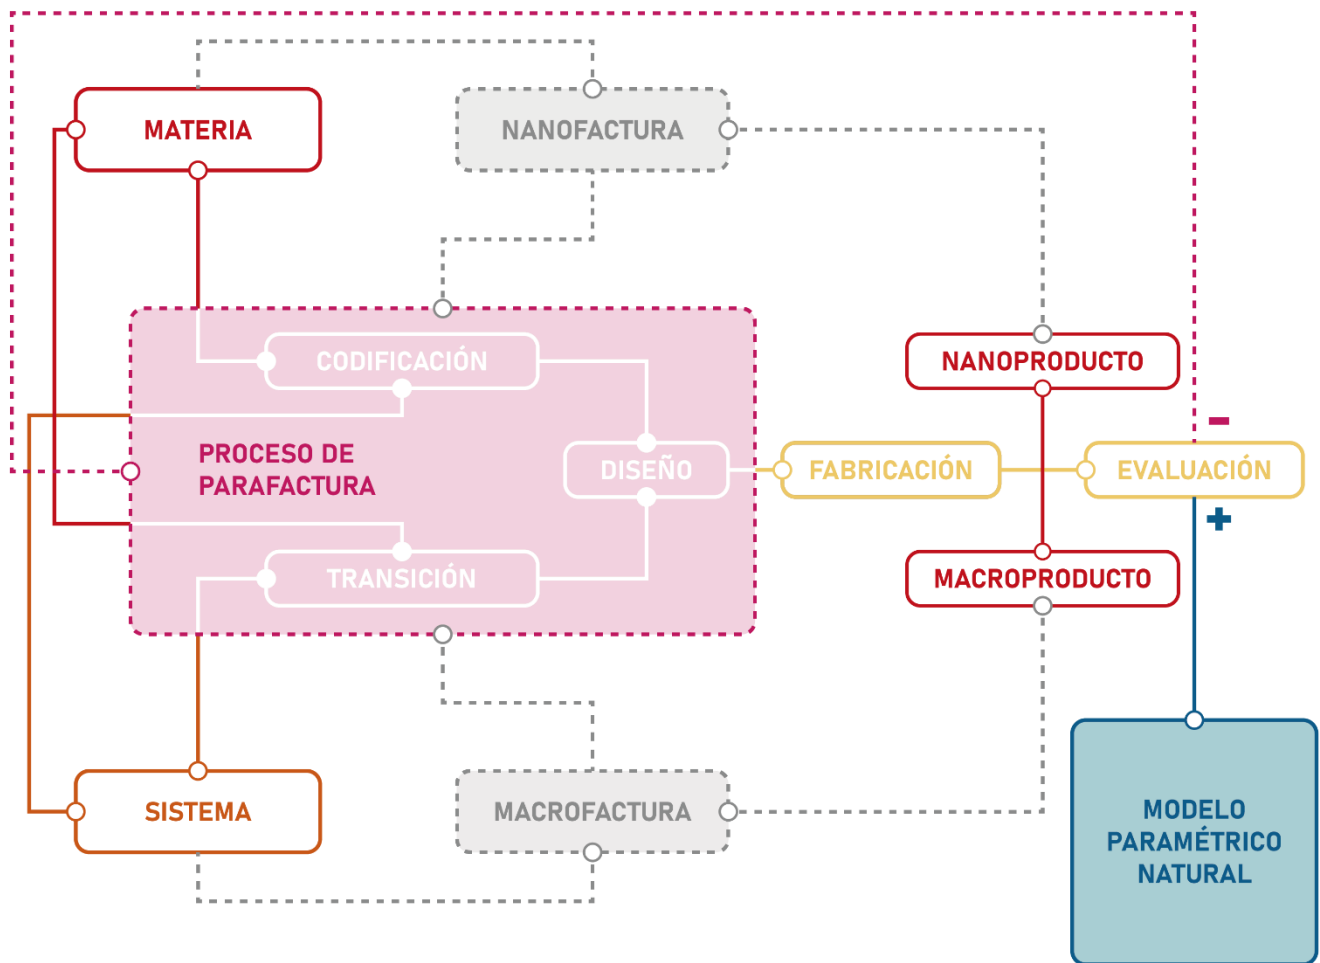 MATERIA
NANOFACTURA
CODIFICACIÓN
NANOPRODUCTO
PROCESO DE
PARAFACTURA
DISEÑO
FABRICACIÓN
EVALUACIÓN
-
+
TRANSICIÓN
MACROPRODUCTO
SISTEMA
MACROFACTURA
MODELO
PARAMÉTRICO
NATURAL